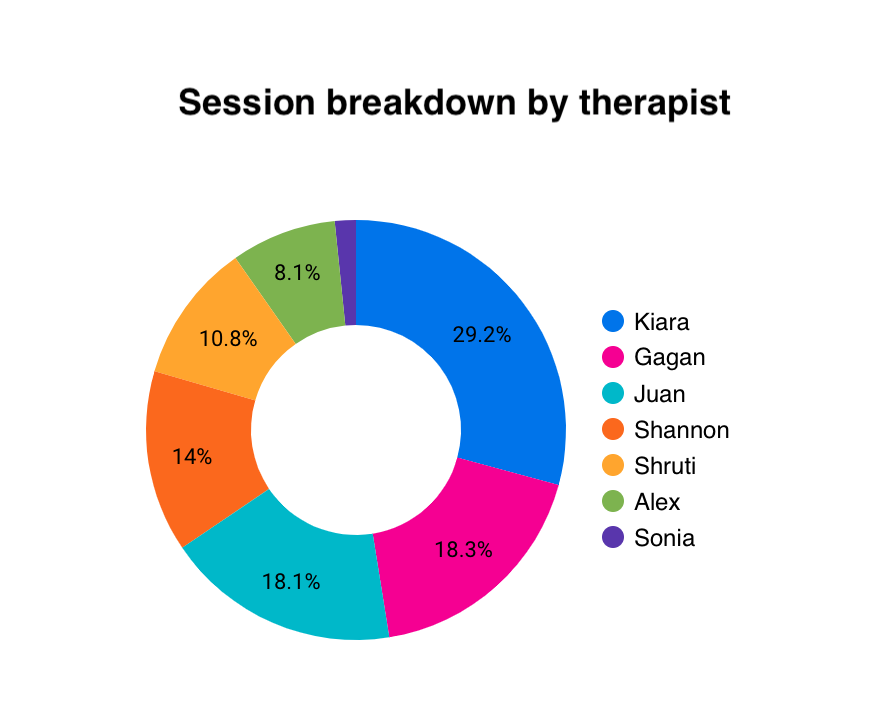 Session breakdown by therapist
8.1%
29.2%
10.8%
14%
18.3%
18.1%
Kiara
Gagan
Juan
Shannon
Shruti
Alex
Sonia